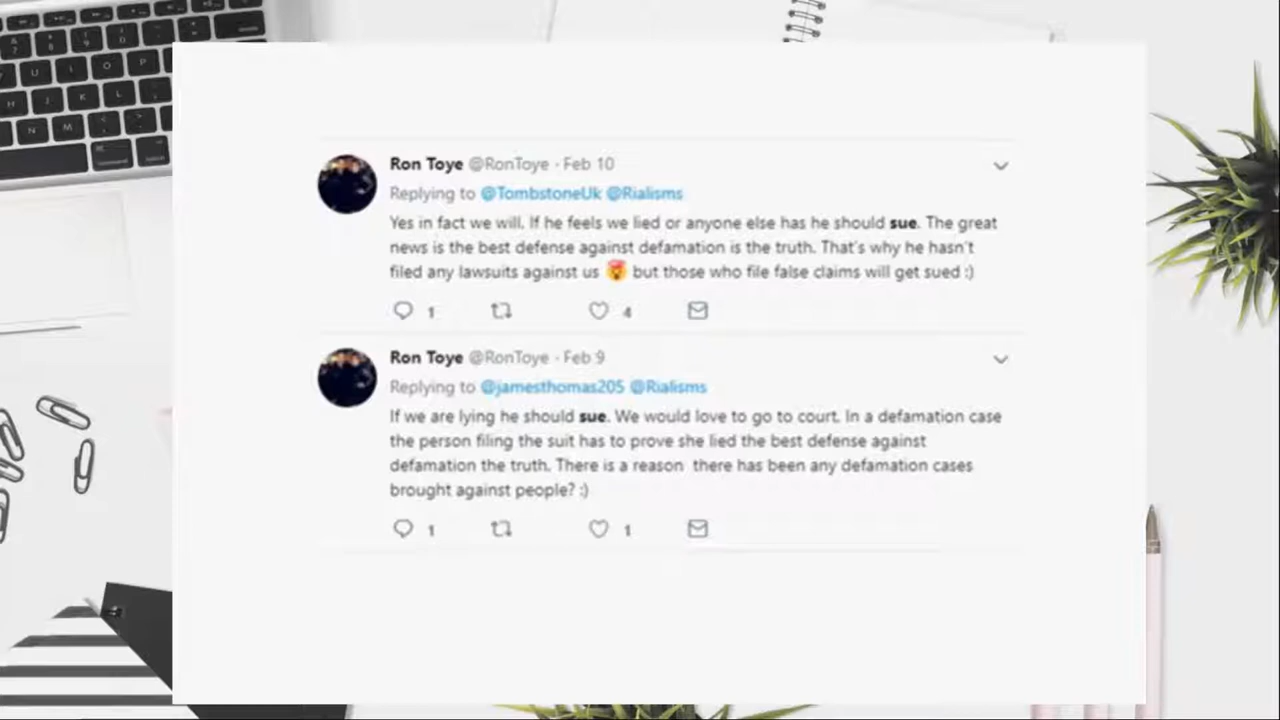 Ron Toye @RonToye · Feb 10
Replying to @TombstoneUk @Rialisms
Yes in fact we will. If he feels we lied or anyone else has he should sue. The great
news is the best defense against defamation is the truth. That's why he hasn't
filed any lawsuits against us 🤯 but those who file false claims will get sued :)
1 4
Ron Toye @RonToye · Feb 9
Replying to @jamesthomas205 @Rialisms
If we are lying he should sue. We would love to go to court. In a defamation case
the person filing the suit has to prove she lied the best defense against
defamation the truth. There is a reason there has been any defamation cases
brought against people? :)
1 1